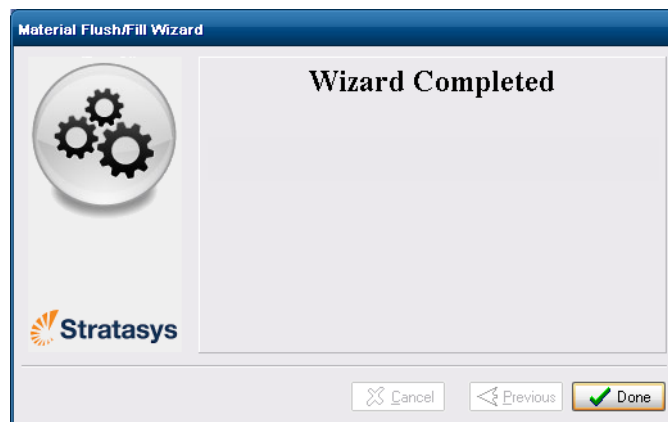 Material Flush/Fill Wizard
Wizard Completed
Stratasys
Cancel
Previous
Done